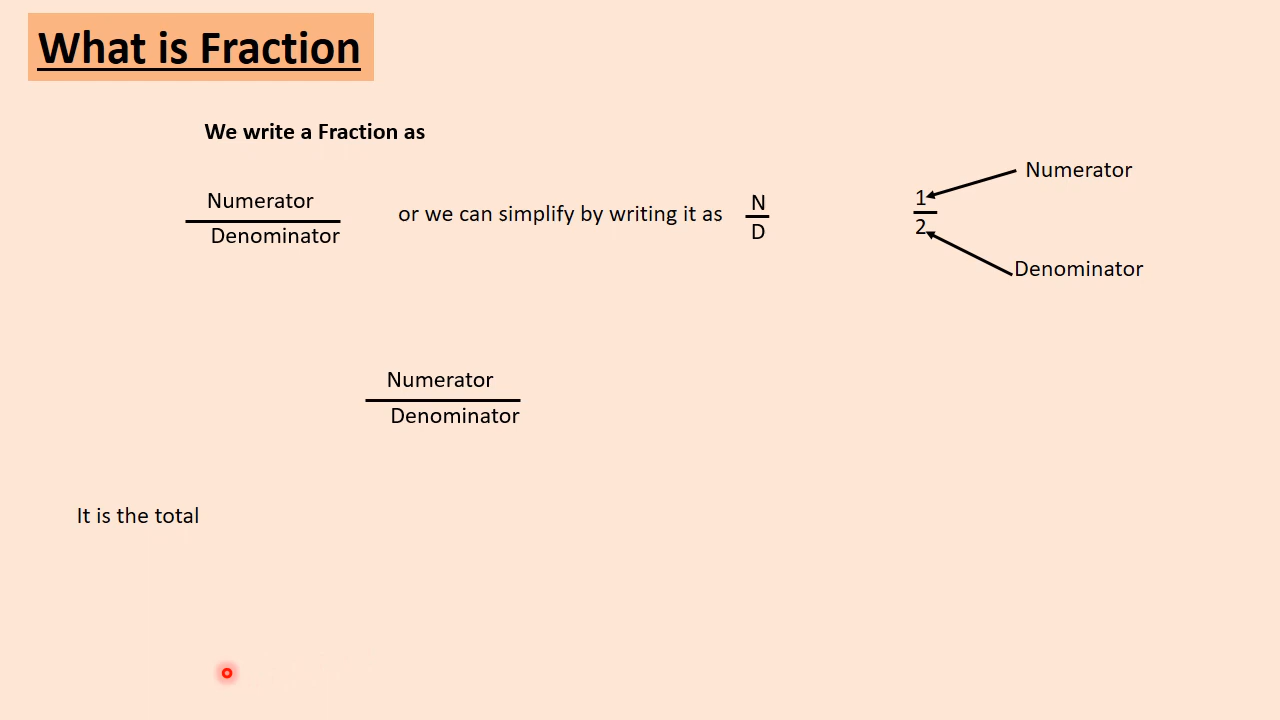 What is Fraction
We write a Fraction as
Numerator
Denominator
or we can simplify by writing it as
N
D
1
2
Numerator
Denominator
Numerator
Denominator
It is the total